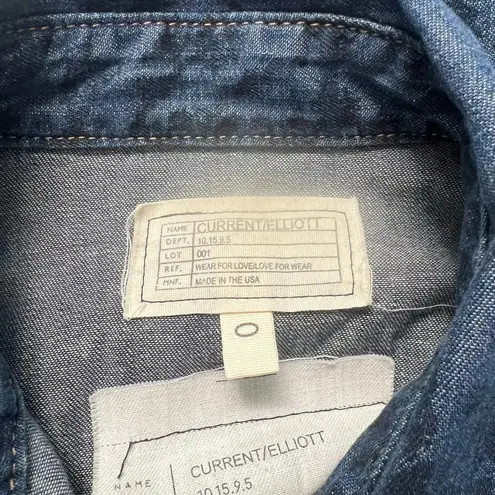 NAME CURRENT/ELLIOTT
DEPT. 10.15.9.5
LOT 001
REF. WEAR FOR LOVE/LOVE FOR WEAR
MNF. MADE IN THE USA
0
NAME CURRENT/ELLIOTT
10.15.9.5